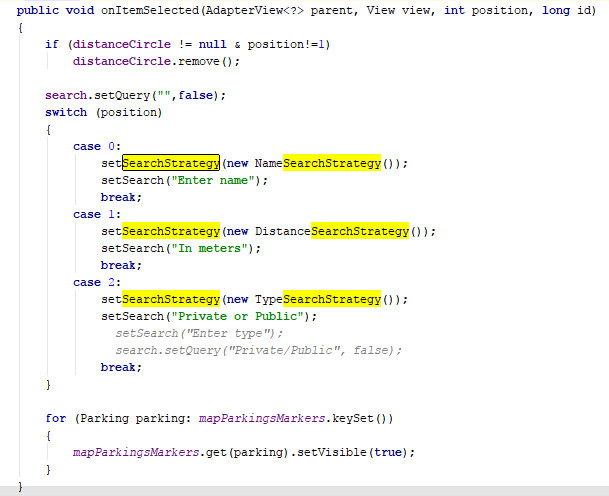 public void onItemSelected(AdapterView<?> parent, View view, int position, long id)
{
    if (distanceCircle != null & position!=1)
        distanceCircle.remove();

    search.setQuery("",false);
    switch (position)
    {
        case 0:
            setSearchStrategy(new NameSearchStrategy());
            setSearch("Enter name");
            break;
        case 1:
            setSearchStrategy(new DistanceSearchStrategy());
            setSearch("In meters");
            break;
        case 2:
            setSearchStrategy(new TypeSearchStrategy());
            setSearch("Private or Public");
              setSearch("Enter type");
              search.setQuery("Private/Public", false);
            break;
    }

    for (Parking parking: mapParkingsMarkers.keySet())
    {
        mapParkingsMarkers.get(parking).setVisible(true);
    }
}